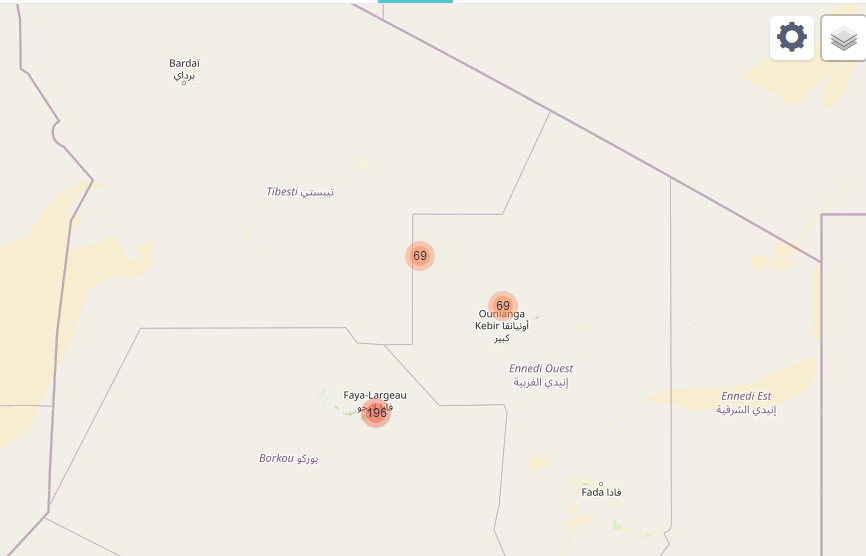 Bardaï
برداي
Tibesti تيبستي
69
69
Ounianga
Kebir أونيانقا
كبير
Ennedi Ouest
إنيدي الغربية
Faya-Largeau
196
Ennedi Est
إنيدي الشرقية
Borkou بوركو
Fada فادا